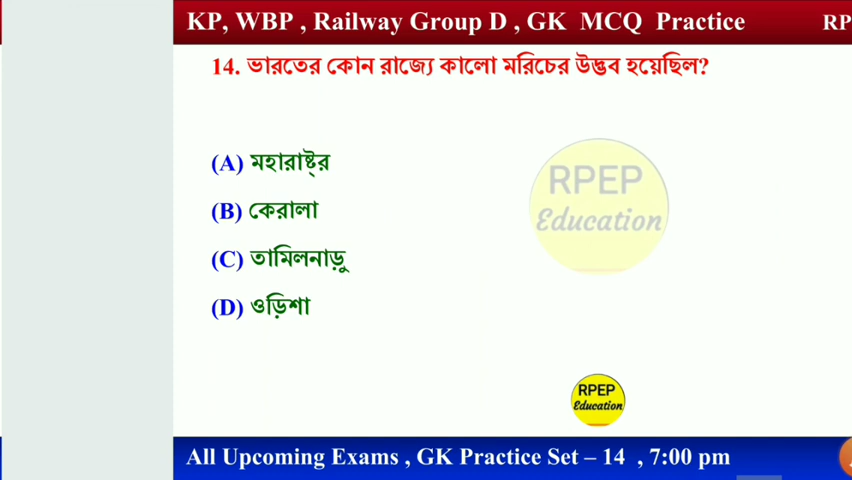 KP, WBP , Railway Group D , GK MCQ Practice RP
14. ভারতের কোন রাজ্যে কালো মরিচের উদ্ভব হয়েছিল?
(A) মহারাষ্ট্র
(B) কেরালা
(C) তামিলনাড়ু
(D) ওড়িশা
RPEP
Education
RPEP
Education
All Upcoming Exams , GK Practice Set – 14 , 7:00 pm